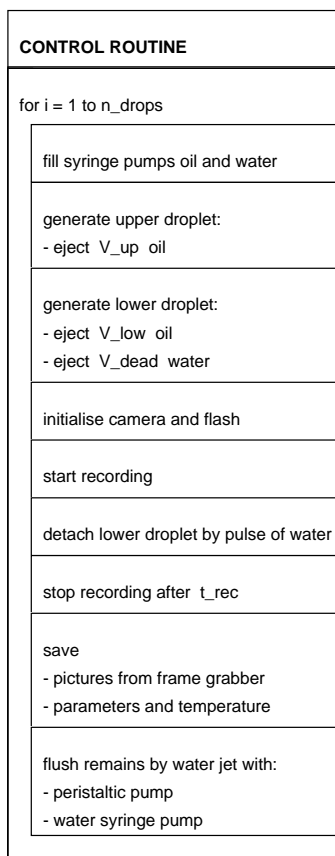 CONTROL ROUTINE
for i = 1 to n_drops
fill syringe pumps oil and water
generate upper droplet:
- eject V_up oil
generate lower droplet:
- eject V_low oil
- eject V_dead water
initialise camera and flash
start recording
detach lower droplet by pulse of water
stop recording after t_rec
save
- pictures from frame grabber
- parameters and temperature
flush remains by water jet with:
- peristaltic pump
- water syringe pump